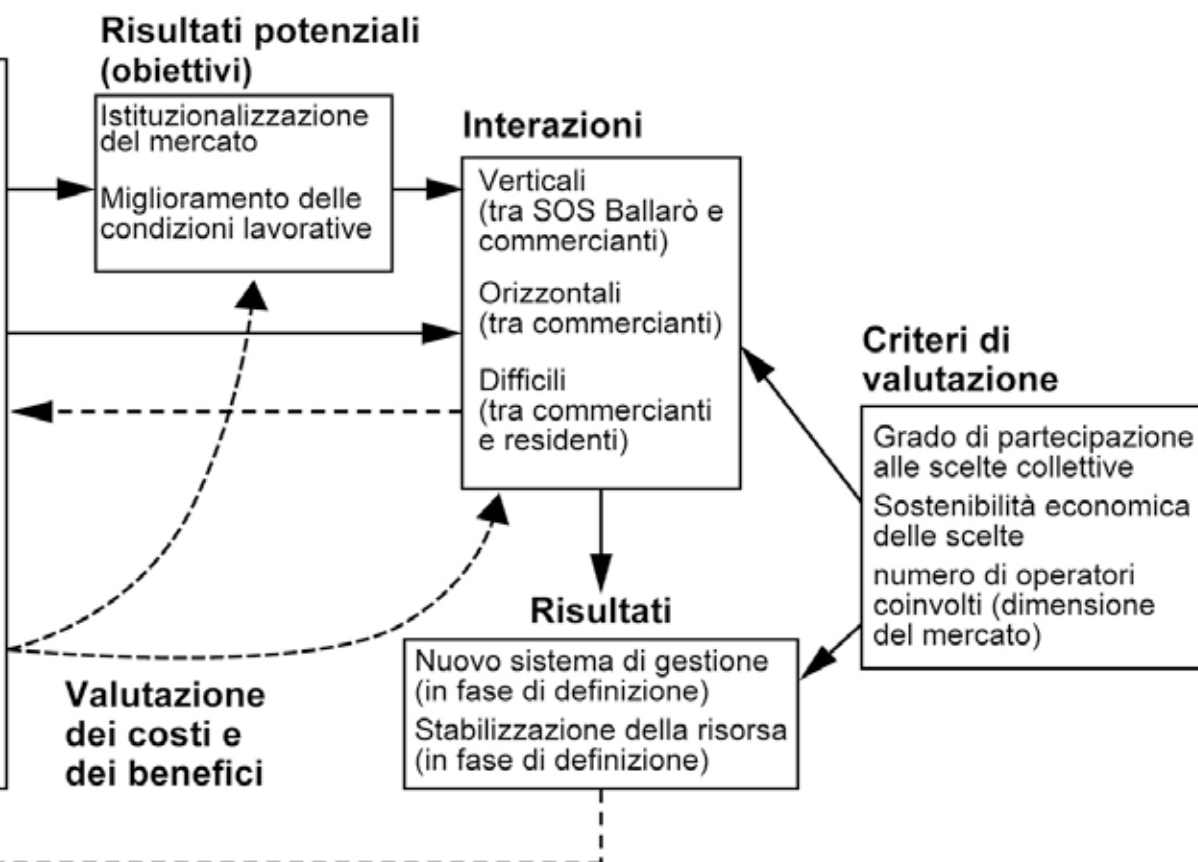 Risultati potenziali
(obiettivi)
Istituzionalizzazione
del mercato
Miglioramento delle
condizioni lavorative
Interazioni
Verticali
(tra SOS Ballarò e
commercianti)
Orizzontali
(tra commercianti)
Difficili
(tra commercianti
e residenti)
Criteri di
valutazione
Grado di partecipazione
alle scelte collettive
Sostenibilità economica
delle scelte
numero di operatori
coinvolti (dimensione
del mercato)
Risultati
Nuovo sistema di gestione
(in fase di definizione)
Stabilizzazione della risorsa
(in fase di definizione)
Valutazione
dei costi e
dei benefici